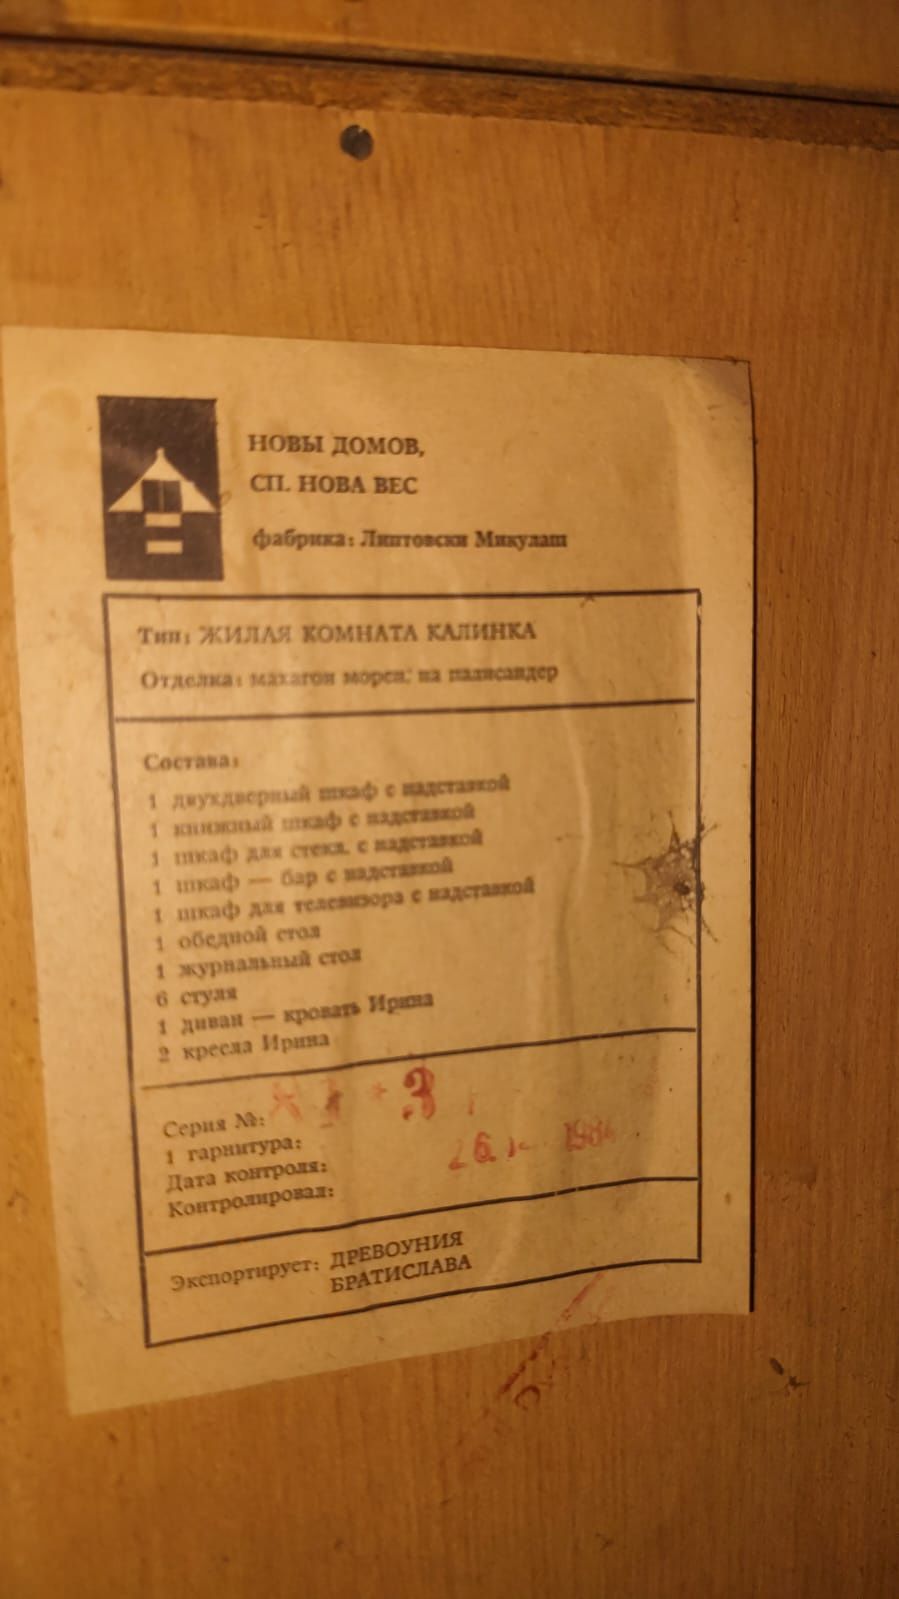 НОВЫ ДОМОВ,
СП. НОВА ВЕС
фабрика: Липтовски Микулаш
Тип: ЖИЛАЯ КОМНАТА КАЛИНКА
Отделка: махагон морен. на палисандер
Состава:
1 двухдверный шкаф с надставкой
1 книжный шкаф с надставкой
1 шкаф для стекл. с надставкой
1 шкаф — бар с надставкой
1 шкаф для телевизора с надставкой
1 обедной стол
1 журнальный стол
6 стуля
1 диван — кровать Ирина
2 кресла Ирина
Серия №: 3
1 гарнитура:
Дата контроля:
Контролировал:
Экспортирует: ДРЕВОУНИЯ
БРАТИСЛАВА